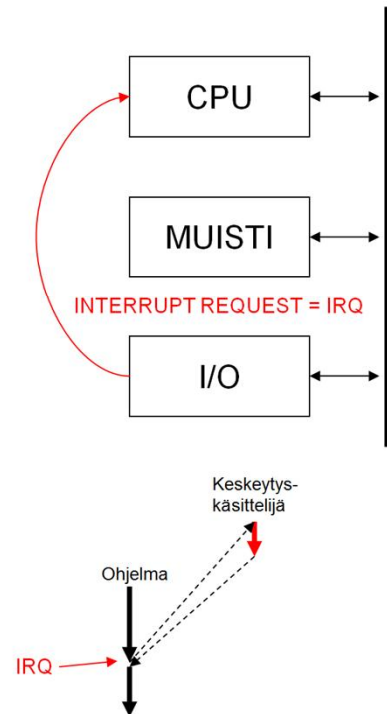 CPU
MUISTI
INTERRUPT REQUEST = IRQ
I/O
Keskeytys-
käsittelijä
Ohjelma
IRQ